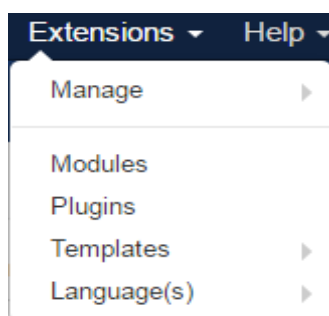 Extensions Help
Manage
Modules
Plugins
Templates
Language(s)